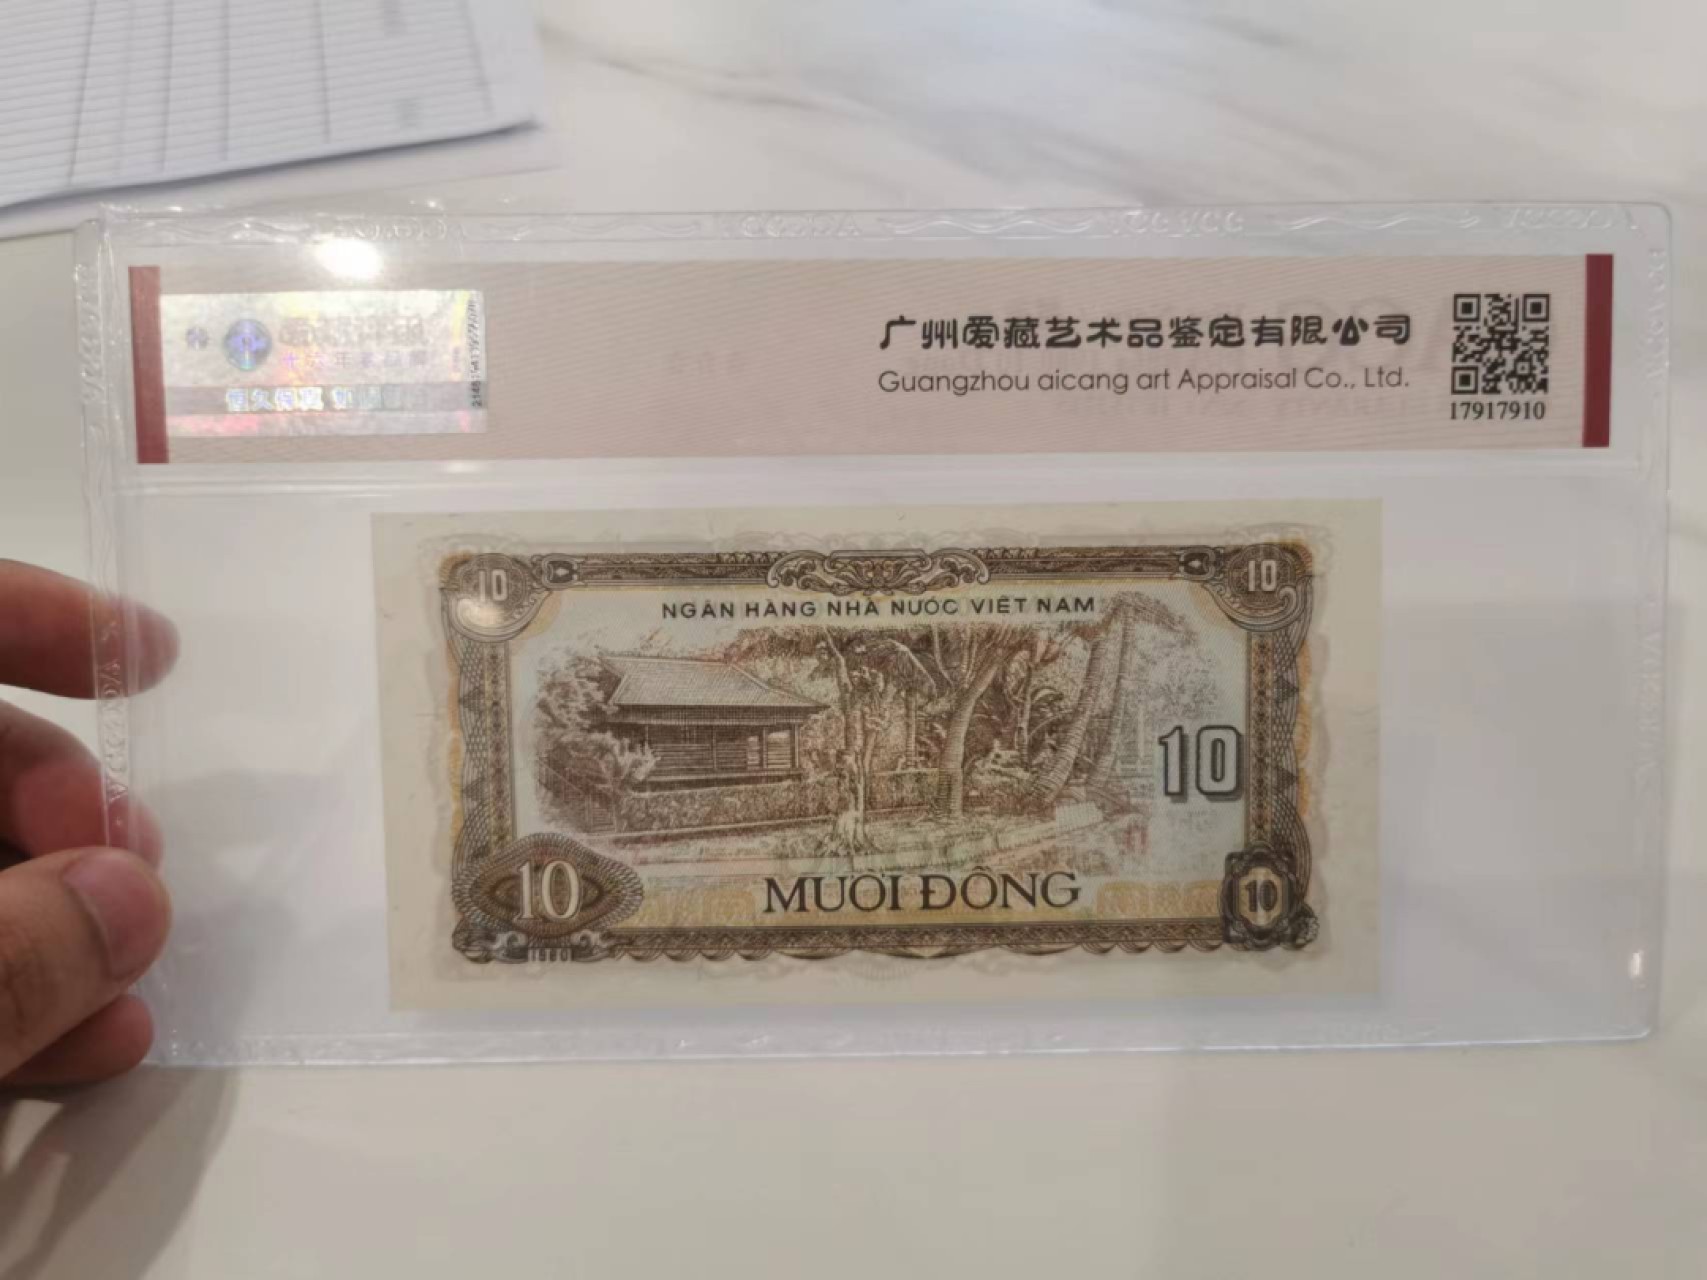 广州爱藏艺术品鉴定有限公司
Guangzhou aicang art Appraisal Co., Ltd.
17917910
10
10
NGÂN HÀNG NHÀ NƯỚC VIỆT NAM
10
10
MƯỜI ĐỒNG
10
1980